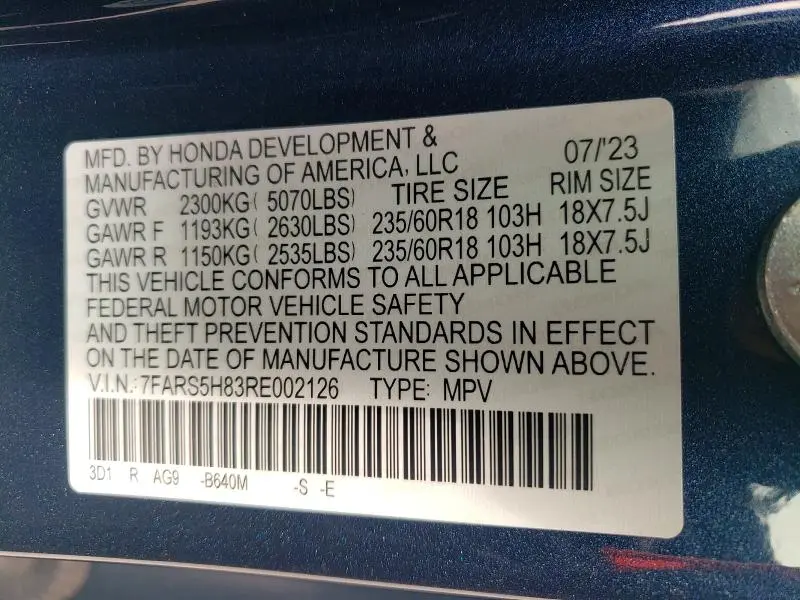 MFD. BY HONDA DEVELOPMENT & 07/'23
MANUFACTURING OF AMERICA, LLC
GVWR 2300KG( 5070LBS) TIRE SIZE RIM SIZE
GAWR F 1193KG( 2630LBS) 235/60R18 103H 18X7.5J
GAWR R 1150KG( 2535LBS) 235/60R18 103H 18X7.5J
THIS VEHICLE CONFORMS TO ALL APPLICABLE
FEDERAL MOTOR VEHICLE SAFETY
AND THEFT PREVENTION STANDARDS IN EFFECT
ON THE DATE OF MANUFACTURE SHOWN ABOVE.
V.I.N.:7FARS5H83RE002126 TYPE: MPV
3D1 R AG9 -B640M -S -E